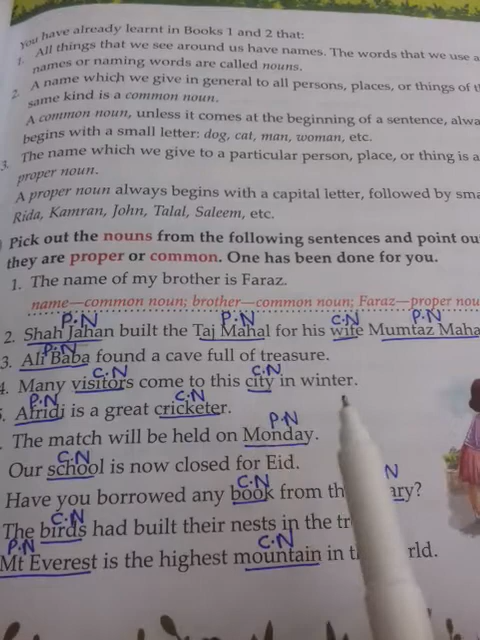 You have already learnt in Books 1 and 2 that:
1. All things that we see around us have names. The words that we use a
names or naming words are called nouns.
2. A name which we give in general to all persons, places, or things of t
same kind is a common noun.
A common noun, unless it comes at the beginning of a sentence, alwa
begins with a small letter: dog, cat, man, woman, etc.
3. The name which we give to a particular person, place, or thing is a
proper noun.
A proper noun always begins with a capital letter, followed by sma
Rida, Kamran, John, Talal, Saleem, etc.
Pick out the nouns from the following sentences and point ou
they are proper or common. One has been done for you.
1. The name of my brother is Faraz.
name—common noun; brother—common noun; Faraz—proper nou
P.N P.N C.N P.N
2. Shah Jahan built the Taj Mahal for his wife Mumtaz Maha
P.N
3. Ali Baba found a cave full of treasure.
C.N C.N
4. Many visitors come to this city in winter.
P.N C.N
5. Afridi is a great cricketer.
P.N
The match will be held on Monday.
C.N
Our school is now closed for Eid.
C.N N
Have you borrowed any book from th ary?
C.N
The birds had built their nests in the tr
P.N C.N
Mt Everest is the highest mountain in t rld.